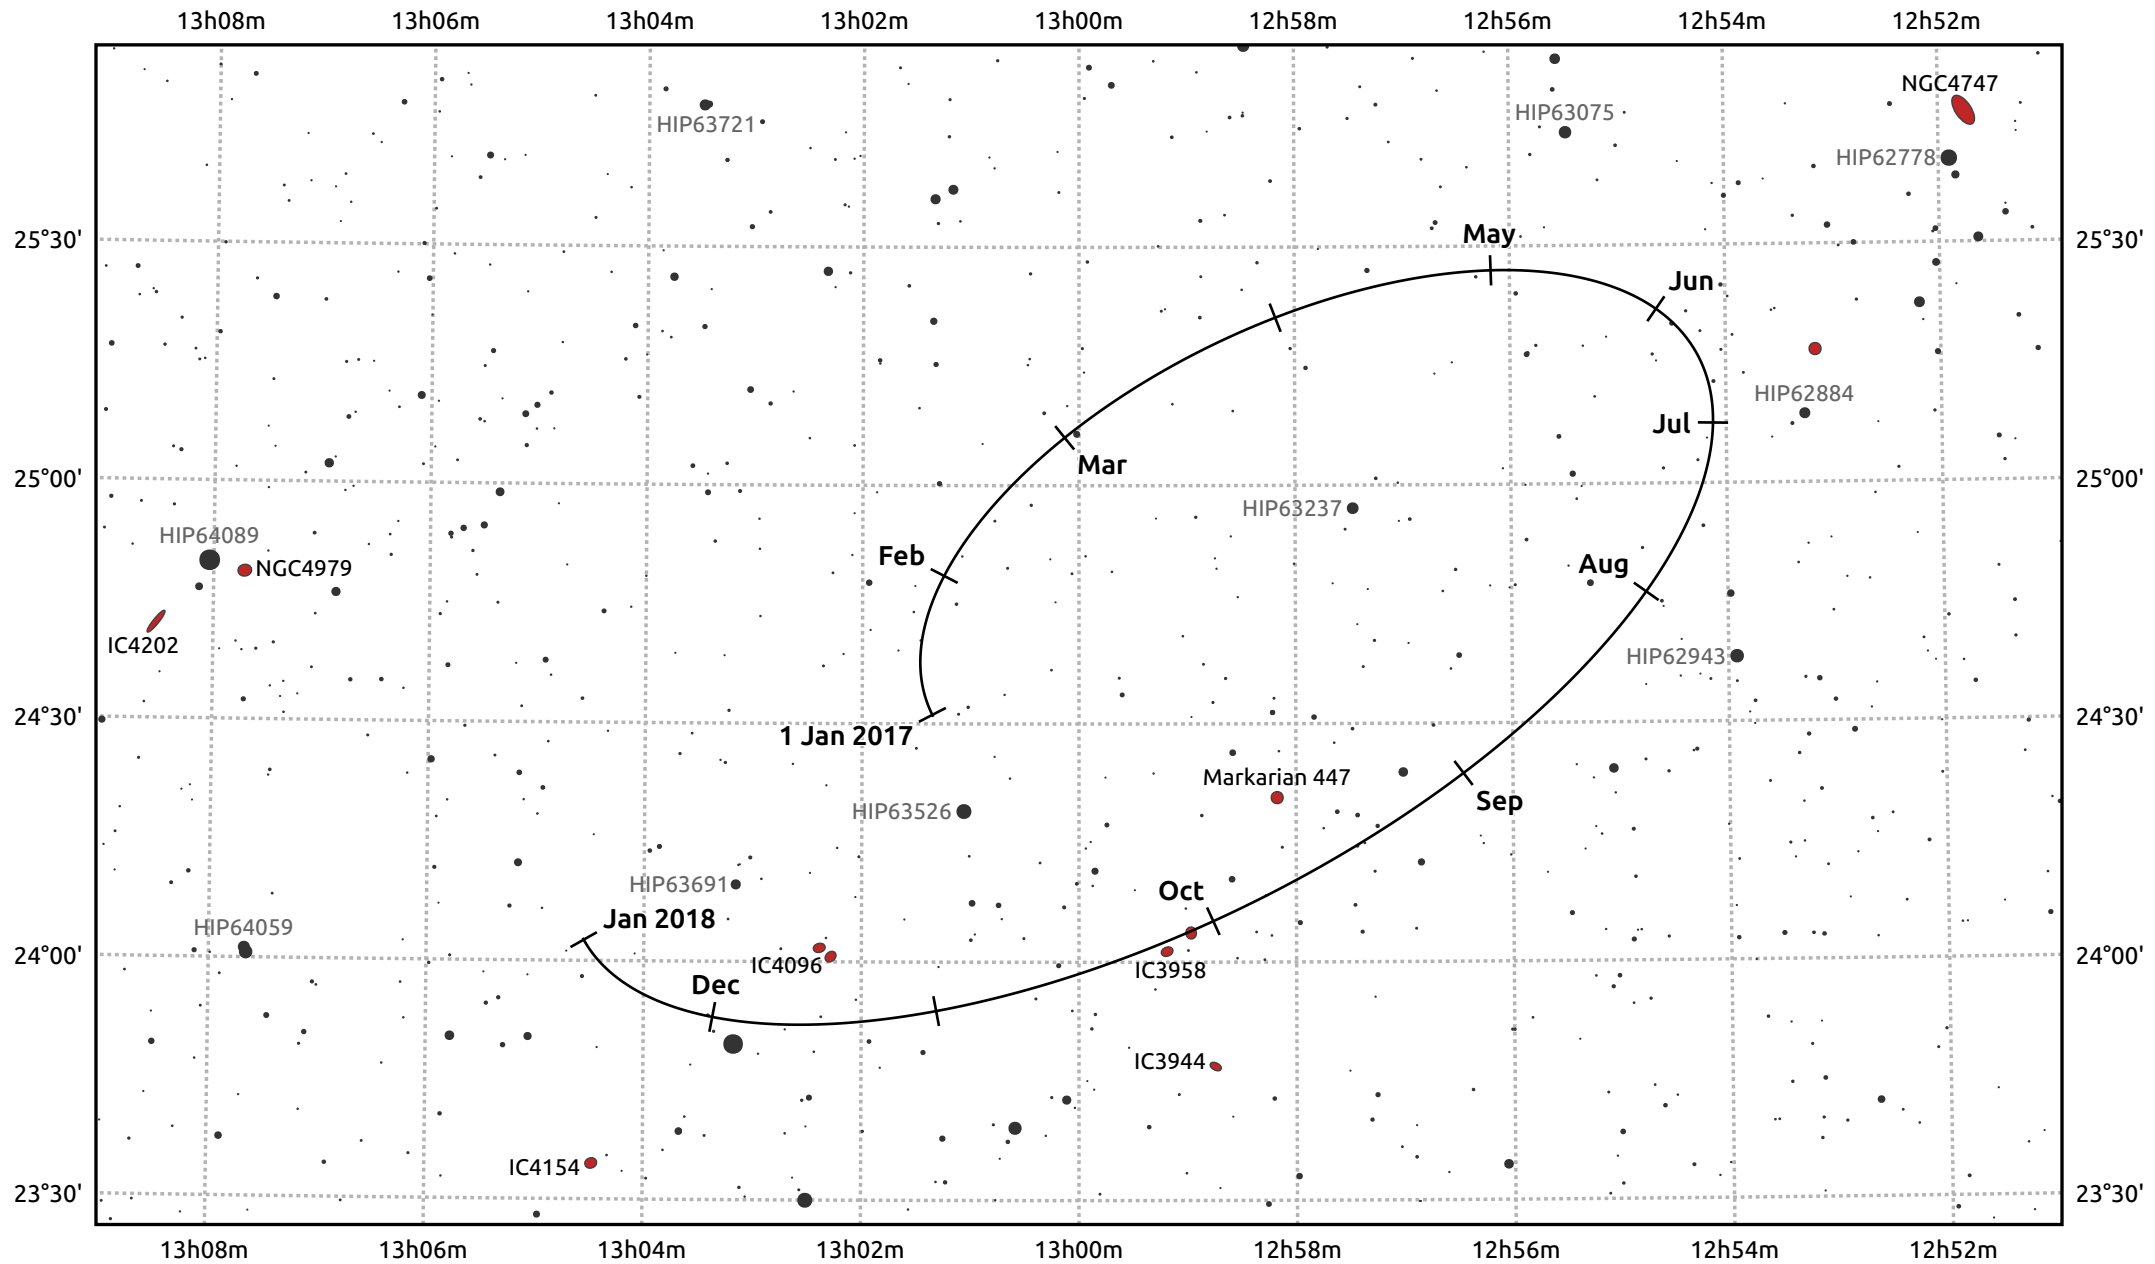 13h08m 13h06m 13h04m 13h02m 13h00m 12h58m 12h56m 12h54m 12h52m
NGC4747
HIP63721
HIP63075
HIP62778
May
25°30' 25°30'
Jun
HIP62884
Jul
Mar
25°00' 25°00'
HIP63237
HIP64089
Feb
NGC4979
Aug
IC4202
HIP62943
24°30' 24°30'
1 Jan 2017
Markarian 447
Sep
HIP63526
HIP63691
Oct
Jan 2018
HIP64059
24°00' 24°00'
IC4096
IC3958
Dec
IC3944
IC4154
23°30' 23°30'
13h08m 13h06m 13h04m 13h02m 13h00m 12h58m 12h56m 12h54m 12h52m